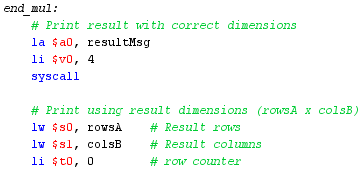 end_mul:
# Print result with correct dimensions
la $a0, resultMsg
li $v0, 4
syscall
# Print using result dimensions (rowsA x colsB)
lw $s0, rowsA # Result rows
lw $s1, colsB # Result columns
li $t0, 0 # row counter